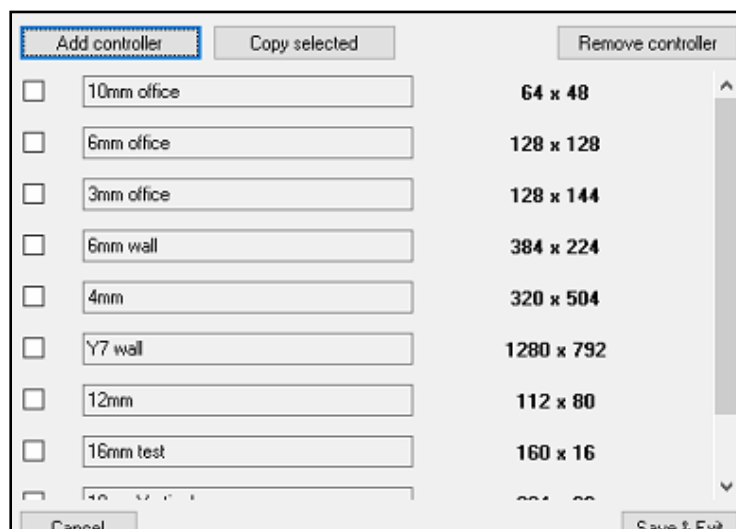 Add controller Copy selected Remove controller
10mm office 64 x 48
6mm office 128 x 128
3mm office 128 x 144
6mm wall 384 x 224
4mm 320 x 504
Y7 wall 1280 x 792
12mm 112 x 80
16mm test 160 x 16
Cancel Save & Exit